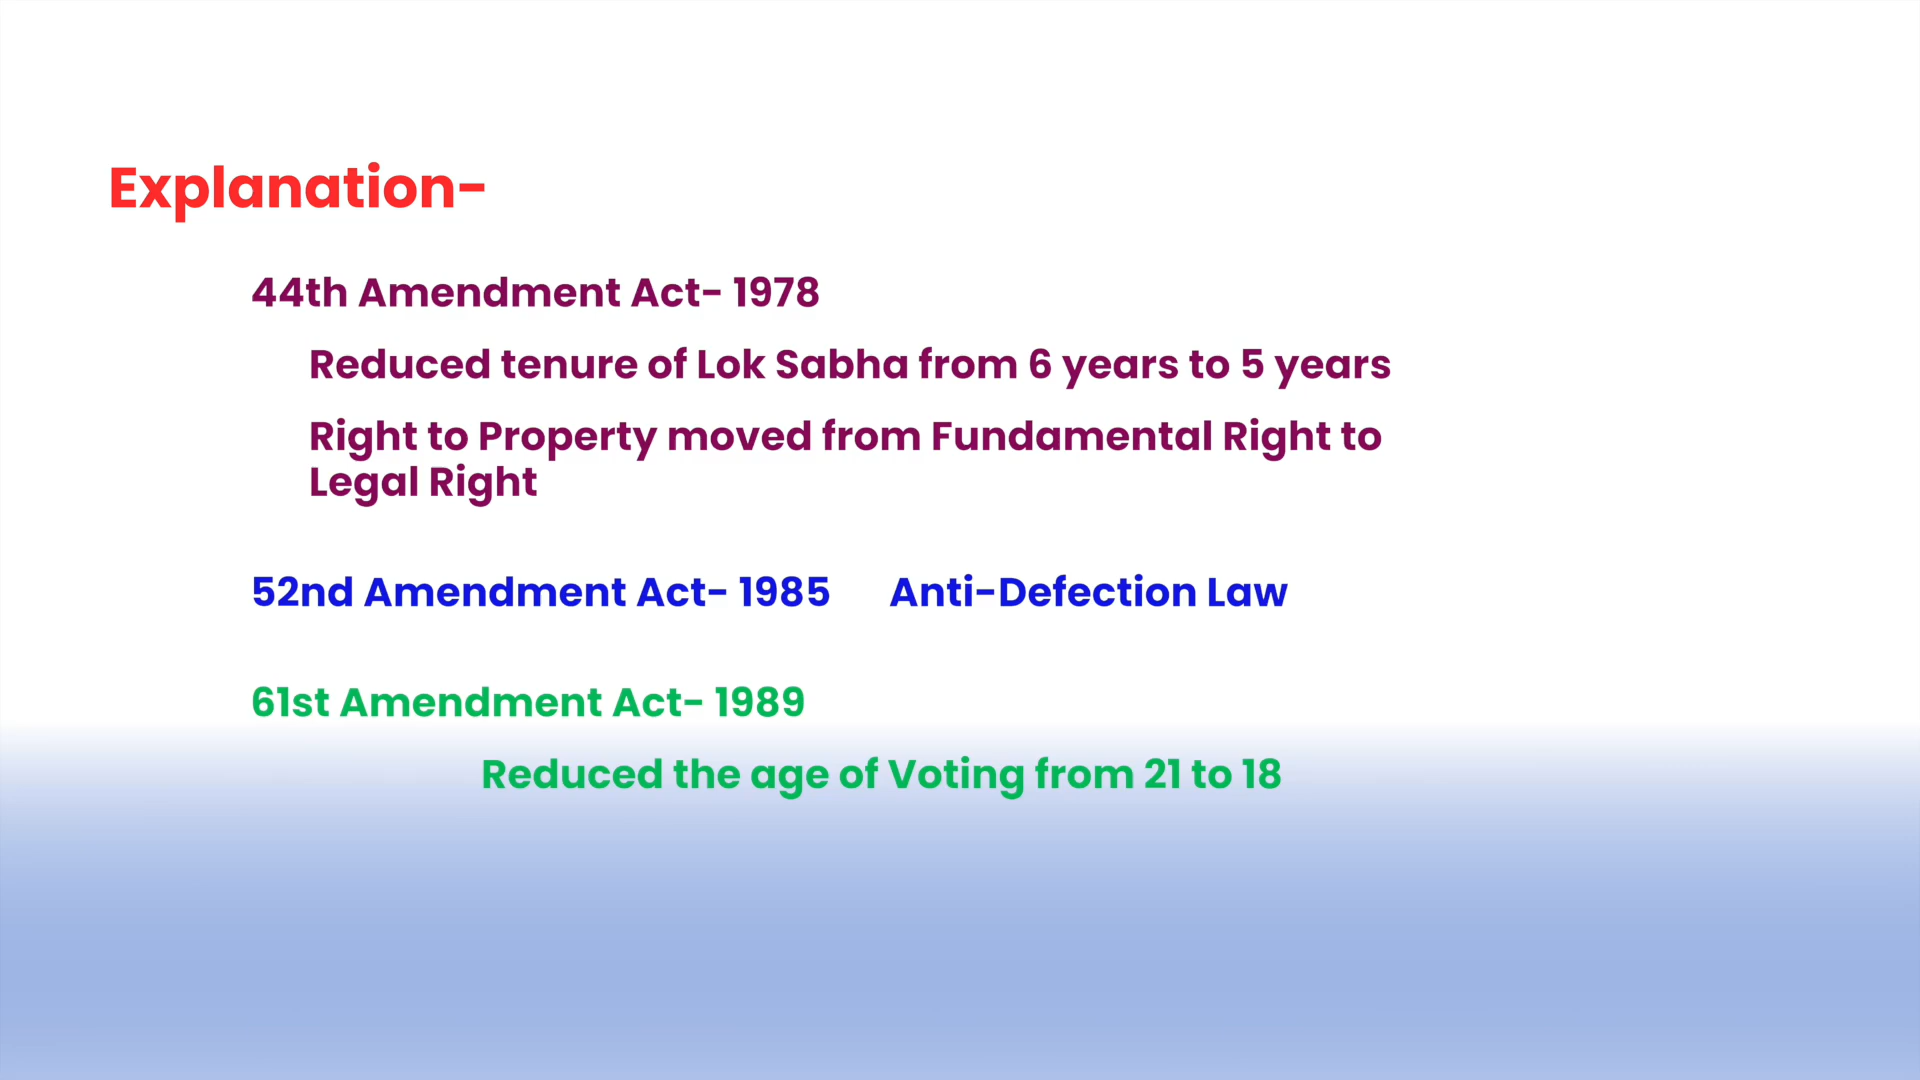 Explanation-
44th Amendment Act- 1978
Reduced tenure of Lok Sabha from 6 years to 5 years
Right to Property moved from Fundamental Right to
Legal Right
52nd Amendment Act- 1985 Anti-Defection Law
61st Amendment Act- 1989
Reduced the age of Voting from 21 to 18